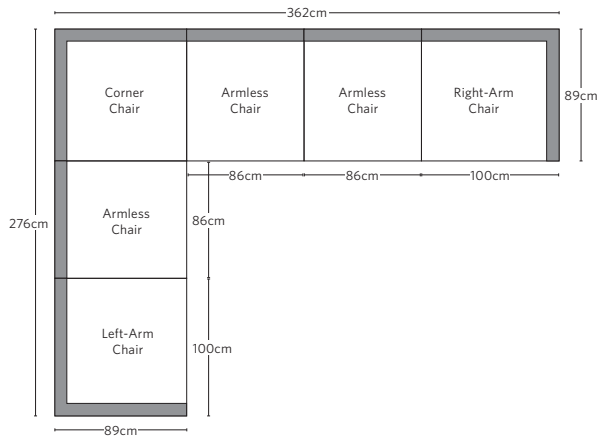 362cm
Corner
Chair
Armless
Chair
Armless
Chair
Right-Arm
Chair
89cm
86cm
86cm
100cm
276cm
Armless
Chair
86cm
Left-Arm
Chair
100cm
89cm